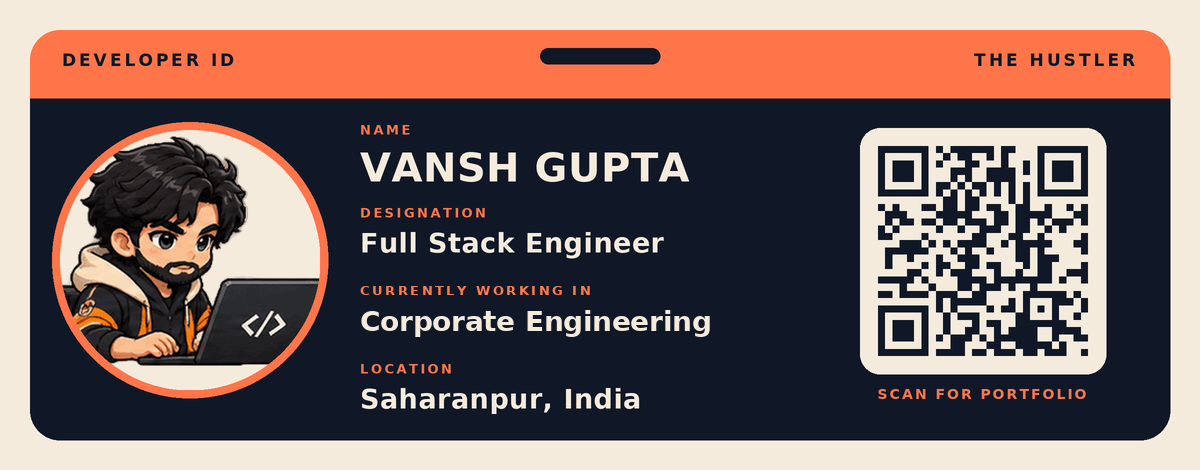 DEVELOPER ID
THE HUSTLER
NAME
VANSH GUPTA
DESIGNATION
Full Stack Engineer
CURRENTLY WORKING IN
Corporate Engineering
LOCATION
Saharanpur, India
</>
SCAN FOR PORTFOLIO